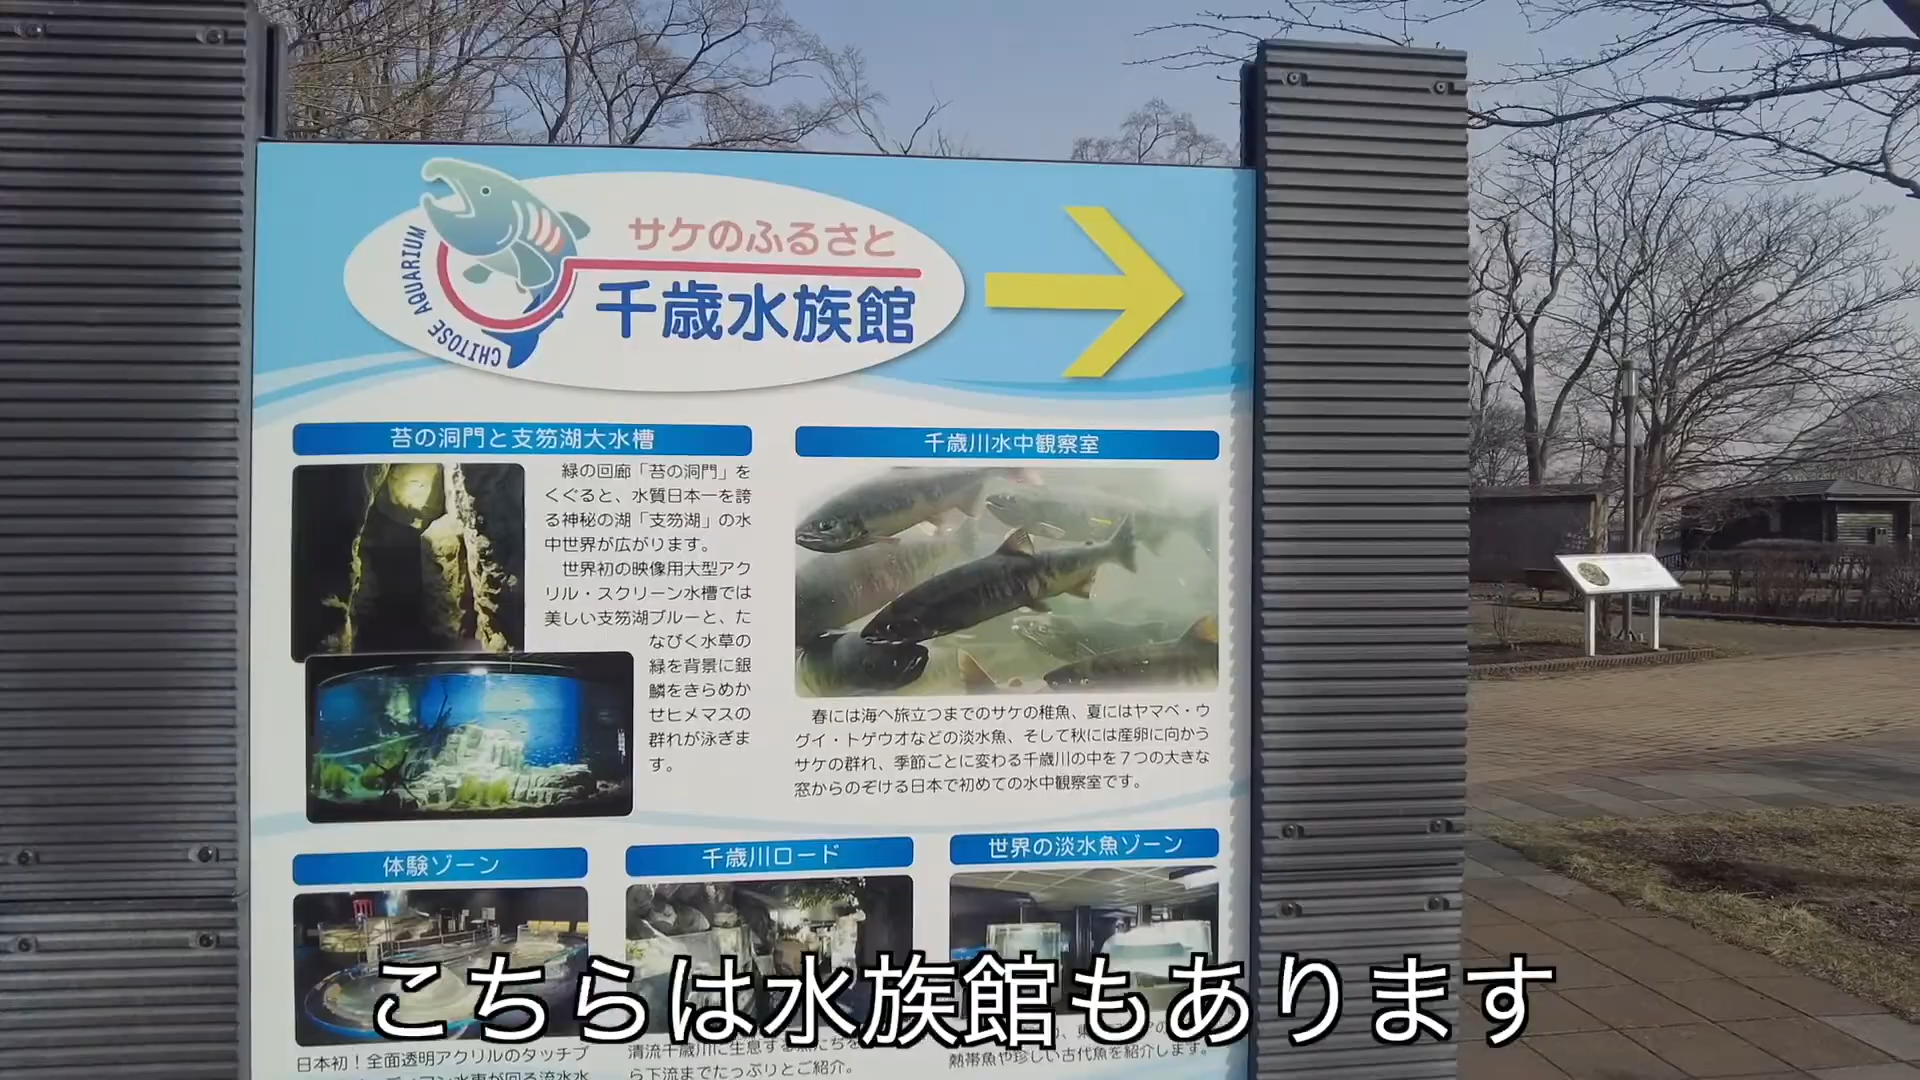 サケのふるさと
千歳水族館
CHITOSE AQUARIUM
苔の洞門と支笏湖大水槽
緑の回廊「苔の洞門」を
くぐると、水質日本一を誇
る神秘の湖「支笏湖」の水
中世界が広がります。
世界初の映像用大型アク
リル・スクリーン水槽では
美しい支笏湖ブルーと、た
なびく水草の
緑を背景に銀
鱗をきらめか
せヒメマスの
群れが泳ぎま
す。
千歳川水中観察室
春には海へ旅立つまでのサケの稚魚、夏にはヤマベ・ウ
グイ・トゲウオなどの淡水魚、そして秋には産卵に向かう
サケの群れ、季節ごとに変わる千歳川の中を７つの大きな
窓からのぞける日本で初めての水中観察室です。
体験ゾーン
日本初！全面透明アクリルのタッチプ
千歳川ロード
清流千歳川に生息する魚たちを
ら下流までたっぷりとご紹介。
世界の淡水魚ゾーン
熱帯魚や珍しい古代魚を紹介します。
こちらは水族館もあります